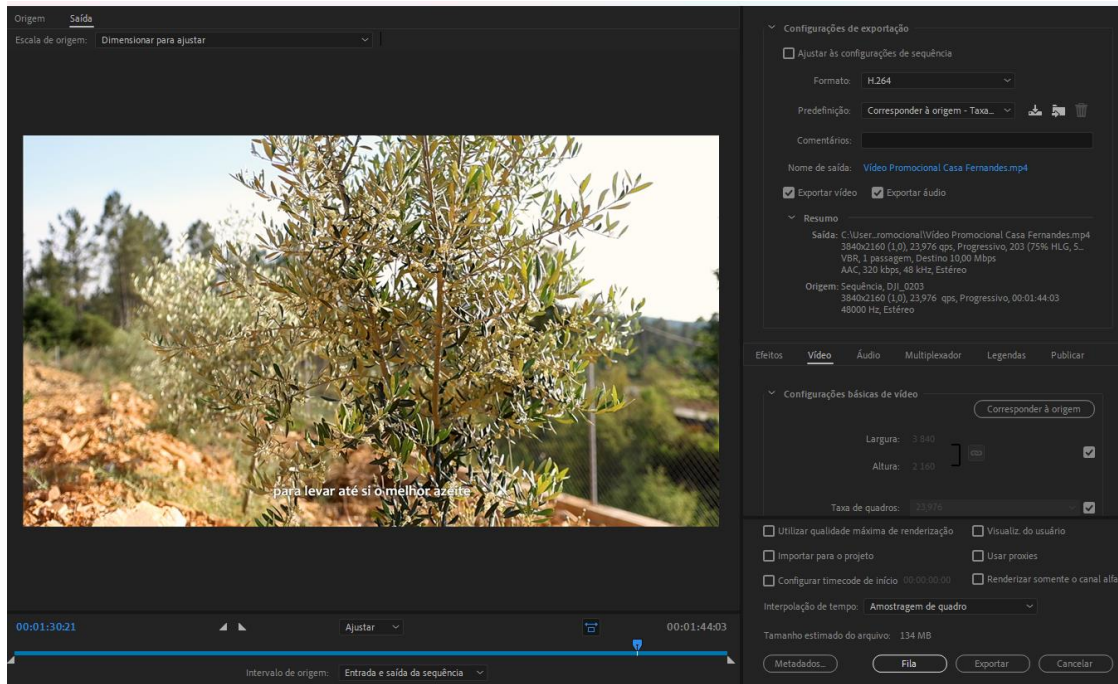 Origem Saída
Escala de origem: Dimensionar para ajustar
para levar até si o melhor azeite
00:01:30:21 Ajustar 00:01:44:03
Intervalo de origem: Entrada e saída da sequência
Configurações de exportação
Ajustar às configurações de sequência
Formato: H.264
Predefinição: Corresponder à origem - Taxa...
Comentários:
Nome de saída: Vídeo Promocional Casa Fernandes.mp4
Exportar vídeo Exportar áudio
Resumo
Saída: C:\User...romocional\Vídeo Promocional Casa Fernandes.mp4
3840x2160 (1,0), 23,976 qps, Progressivo, 203 (75% HLG, 5...
VBR, 1 passagem, Destino 10,00 Mbps
AAC, 320 kbps, 48 kHz, Estéreo
Origem: Sequência, DJI_0203
3840x2160 (1,0), 23,976 qps, Progressivo, 00:01:44:03
48000 Hz, Estéreo
Efeitos Vídeo Áudio Multiplexador Legendas Publicar
Configurações básicas de vídeo
Corresponder à origem
Largura: 3 840
Altura: 2 160
Taxa de quadros: 23,976
Utilizar qualidade máxima de renderização Visualiz. do usuário
Importar para o projeto Usar proxies
Configurar timecode de início 00:00:00:00 Renderizar somente o canal alfa
Interpolação de tempo: Amostragem de quadro
Tamanho estimado do arquivo: 134 MB
Metadados... Fila Exportar Cancelar